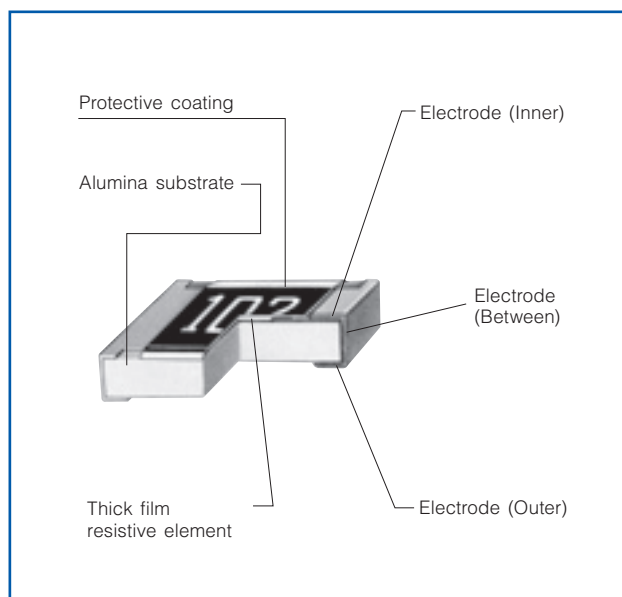 Protective coating
Electrode (Inner)
Alumina substrate
102
Electrode
(Between)
Thick film
resistive element
Electrode (Outer)